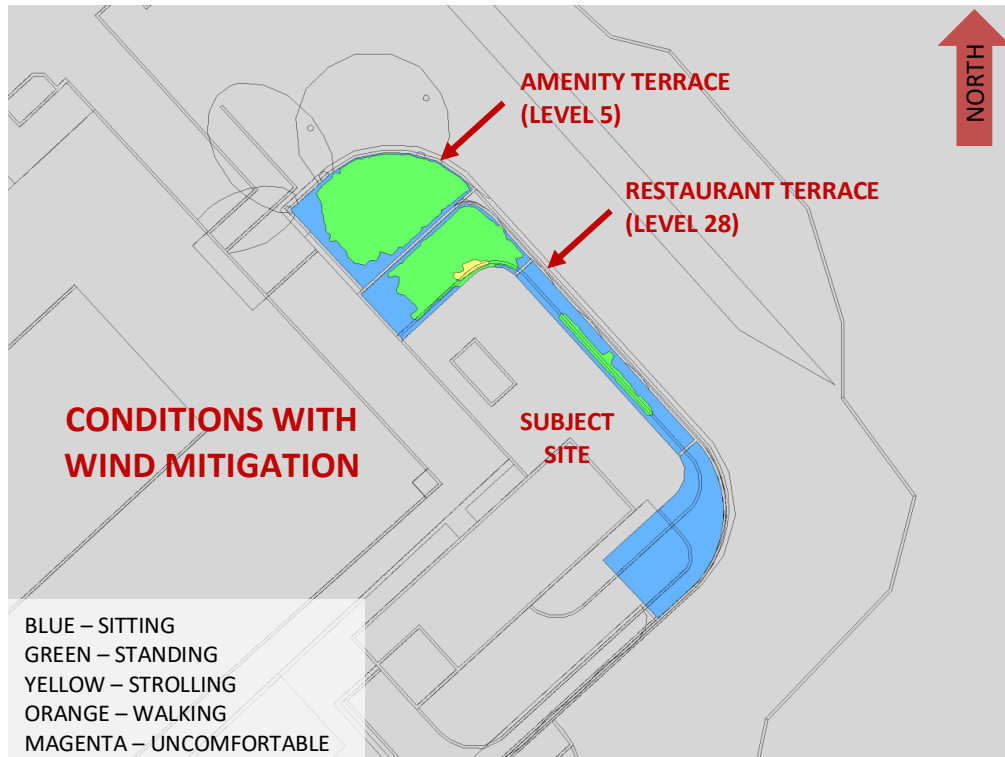 NORTH
AMENITY TERRACE
(LEVEL 5)
RESTAURANT TERRACE
(LEVEL 28)
CONDITIONS WITH
WIND MITIGATION
SUBJECT
SITE
BLUE – SITTING
GREEN – STANDING
YELLOW – STROLLING
ORANGE – WALKING
MAGENTA – UNCOMFORTABLE